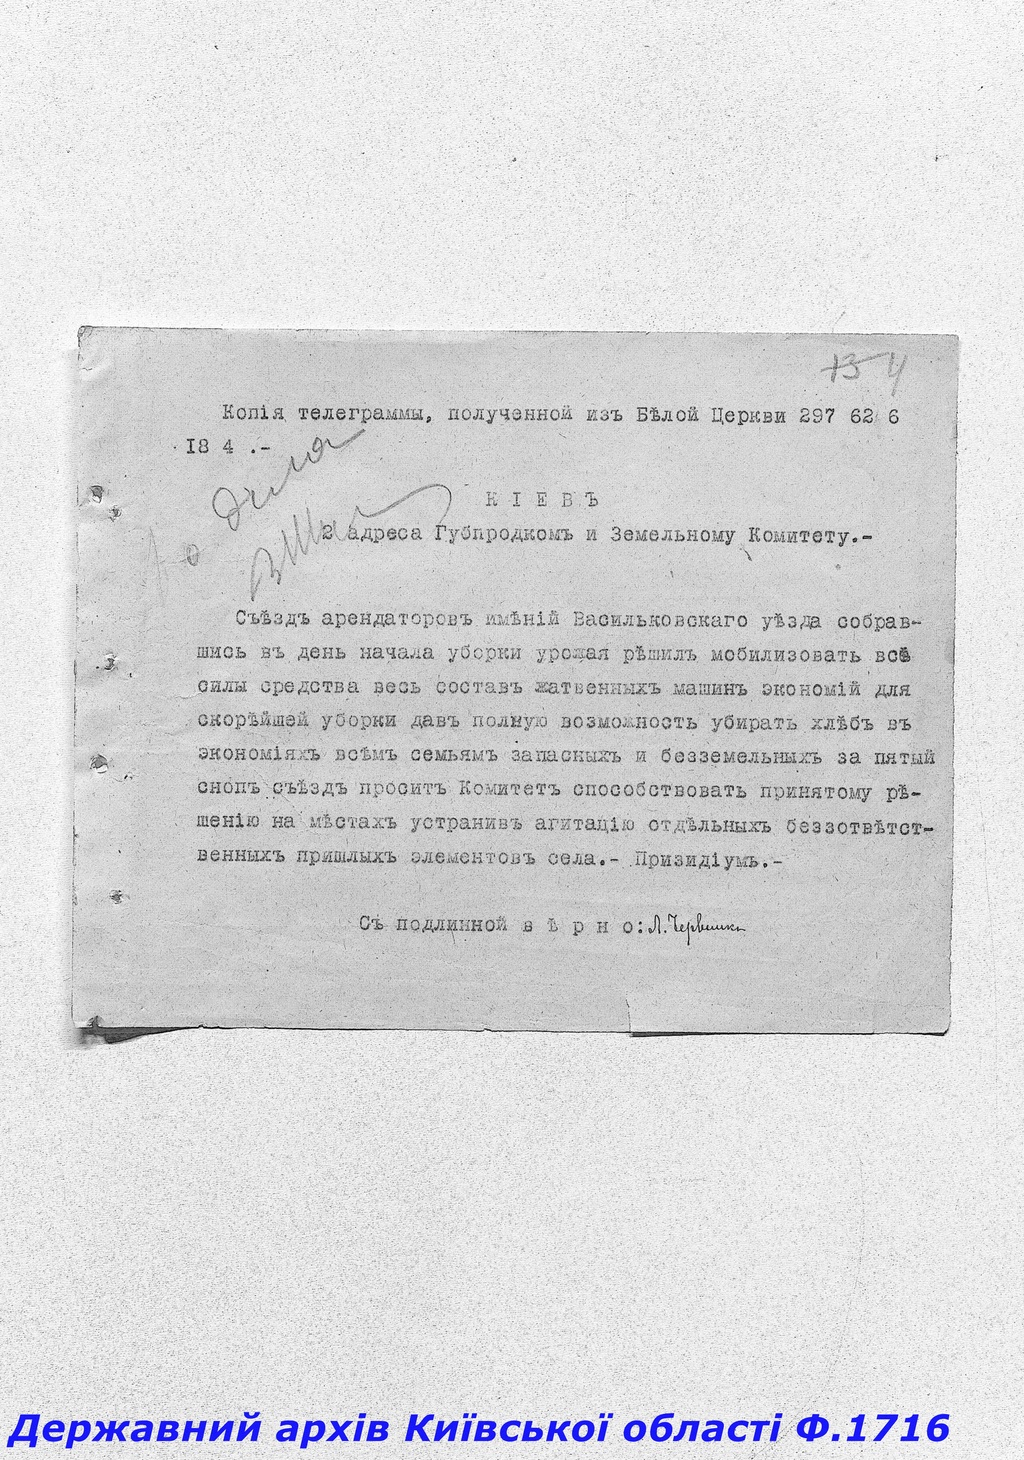 4
Копія телеграммы, полученной изъ Бѣлой Церкви 297 62 6
18 4 .-
К І Е В Ъ
2 адреса Губпродкомъ и Земельному Комитету.-
Съѣздъ арендаторовъ имѣній Васильковскаго уѣзда собрав-
шись въ день начала уборки урожая рѣшилъ мобилизовать всѣ
силы средства весь составъ жатвенныхъ машинъ экономій для
скорѣйшей уборки давъ полную возможность убирать хлѣбъ въ
экономіяхъ всѣмъ семьямъ запасныхъ и безземельныхъ за пятый
снопъ съѣздъ проситъ Комитетъ способствовать принятому рѣ-
шенію на мѣстахъ устранивъ агитацію отдѣльныхъ беззотвѣтст-
венныхъ пришлыхъ элементовъ села.- Призидіумъ.-
Съ подлинной в ѣ р н о:
Державний архів Київської області Ф.1716